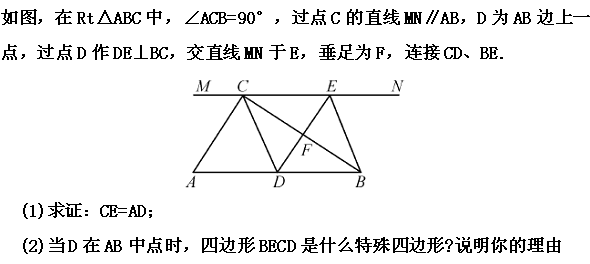 如图，在Rt△ABC中，∠ACB=90°，过点C的直线MN∥AB，D为AB边上一
点，过点D作DE⊥BC，交直线MN于E，垂足为F，连接CD、BE.
M C E N
F
A D B
(1)求证：CE=AD；
(2)当D在AB中点时，四边形BECD是什么特殊四边形?说明你的理由